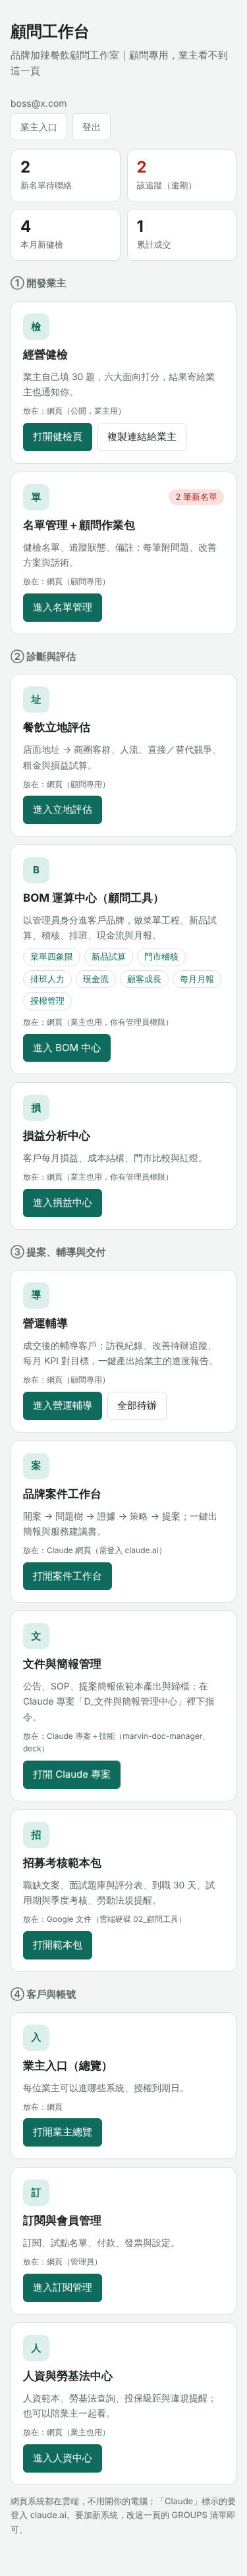 顧問工作台
品牌加辣餐飲顧問工作室｜顧問專用，業主看不到
這一頁
boss@x.com
業主入口
登出
2
新名單待聯絡
2
該追蹤（逾期）
4
本月新健檢
1
累計成交
① 開發業主
檢
經營健檢
業主自己填 30 題，六大面向打分，結果寄給業
主也通知你。
放在：網頁（公開，業主用）
打開健檢頁
複製連結給業主
單
2 筆新名單
名單管理＋顧問作業包
健檢名單、追蹤狀態、備註；每筆附問題、改善
方案與話術。
放在：網頁（顧問專用）
進入名單管理
② 診斷與評估
址
餐飲立地評估
店面地址 → 商圈客群、人流、直接／替代競爭、
租金與損益試算。
放在：網頁（顧問專用）
進入立地評估
B
BOM 運算中心（顧問工具）
以管理員身分進客戶品牌，做菜單工程、新品試
算、稽核、排班、現金流與月報。
菜單四象限
新品試算
門市稽核
排班人力
現金流
顧客成長
每月月報
授權管理
放在：網頁（業主也用，你有管理員權限）
進入 BOM 中心
損
損益分析中心
客戶每月損益、成本結構、門市比較與紅燈。
放在：網頁（業主也用，你有管理員權限）
進入損益中心
③ 提案、輔導與交付
導
營運輔導
成交後的輔導客戶：訪視紀錄、改善待辦追蹤、
每月 KPI 對目標，一鍵產出給業主的進度報告。
放在：網頁（顧問專用）
進入營運輔導
全部待辦
案
品牌案件工作台
開案 → 問題樹 → 證據 → 策略 → 提案；一鍵出
簡報與服務建議書。
放在：Claude 網頁（需登入 claude.ai）
打開案件工作台
文
文件與簡報管理
公告、SOP、提案簡報依範本產出與歸檔；在
Claude 專案「D_文件與簡報管理中心」裡下指
令。
放在：Claude 專案＋技能（marvin-doc-manager、
deck）
打開 Claude 專案
招
招募考核範本包
職缺文案、面試題庫與評分表、到職 30 天、試
用期與季度考核、勞動法規提醒。
放在：Google 文件（雲端硬碟 02_顧問工具）
打開範本包
④ 客戶與帳號
入
業主入口（總覽）
每位業主可以進哪些系統、授權到期日。
放在：網頁
打開業主總覽
訂
訂閱與會員管理
訂閱、試點名單、付款、發票與設定。
放在：網頁（管理員）
進入訂閱管理
人
人資與勞基法中心
人資範本、勞基法查詢、投保級距與違規提醒；
也可以陪業主一起看。
放在：網頁（業主也用）
進入人資中心
網頁系統都在雲端，不用開你的電腦；「Claude」標示的要
登入 claude.ai。要加新系統，改這一頁的 GROUPS 清單即
可。